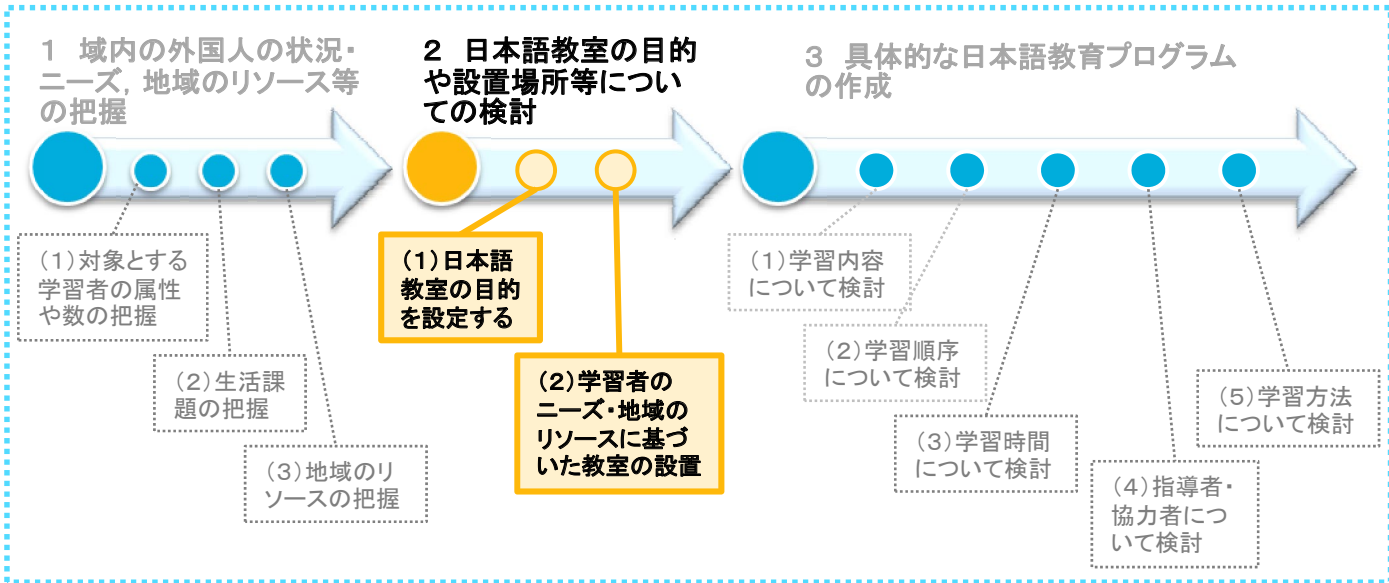 1　域内の外国人の状況・
ニーズ，地域のリソース等
の把握
2　日本語教室の目的
や設置場所等につい
ての検討
3　具体的な日本語教育プログラム
の作成
（1）対象とする
学習者の属性
や数の把握
（2）生活課
題の把握
（3）地域のリ
ソースの把握
（1）日本語
教室の目的
を設定する
（2）学習者の
ニーズ・地域の
リソースに基づ
いた教室の設置
（1）学習内容
について検討
（2）学習順序
について検討
（3）学習時間
について検討
（4）指導者・
協力者につ
いて検討
（5）学習方法
について検討